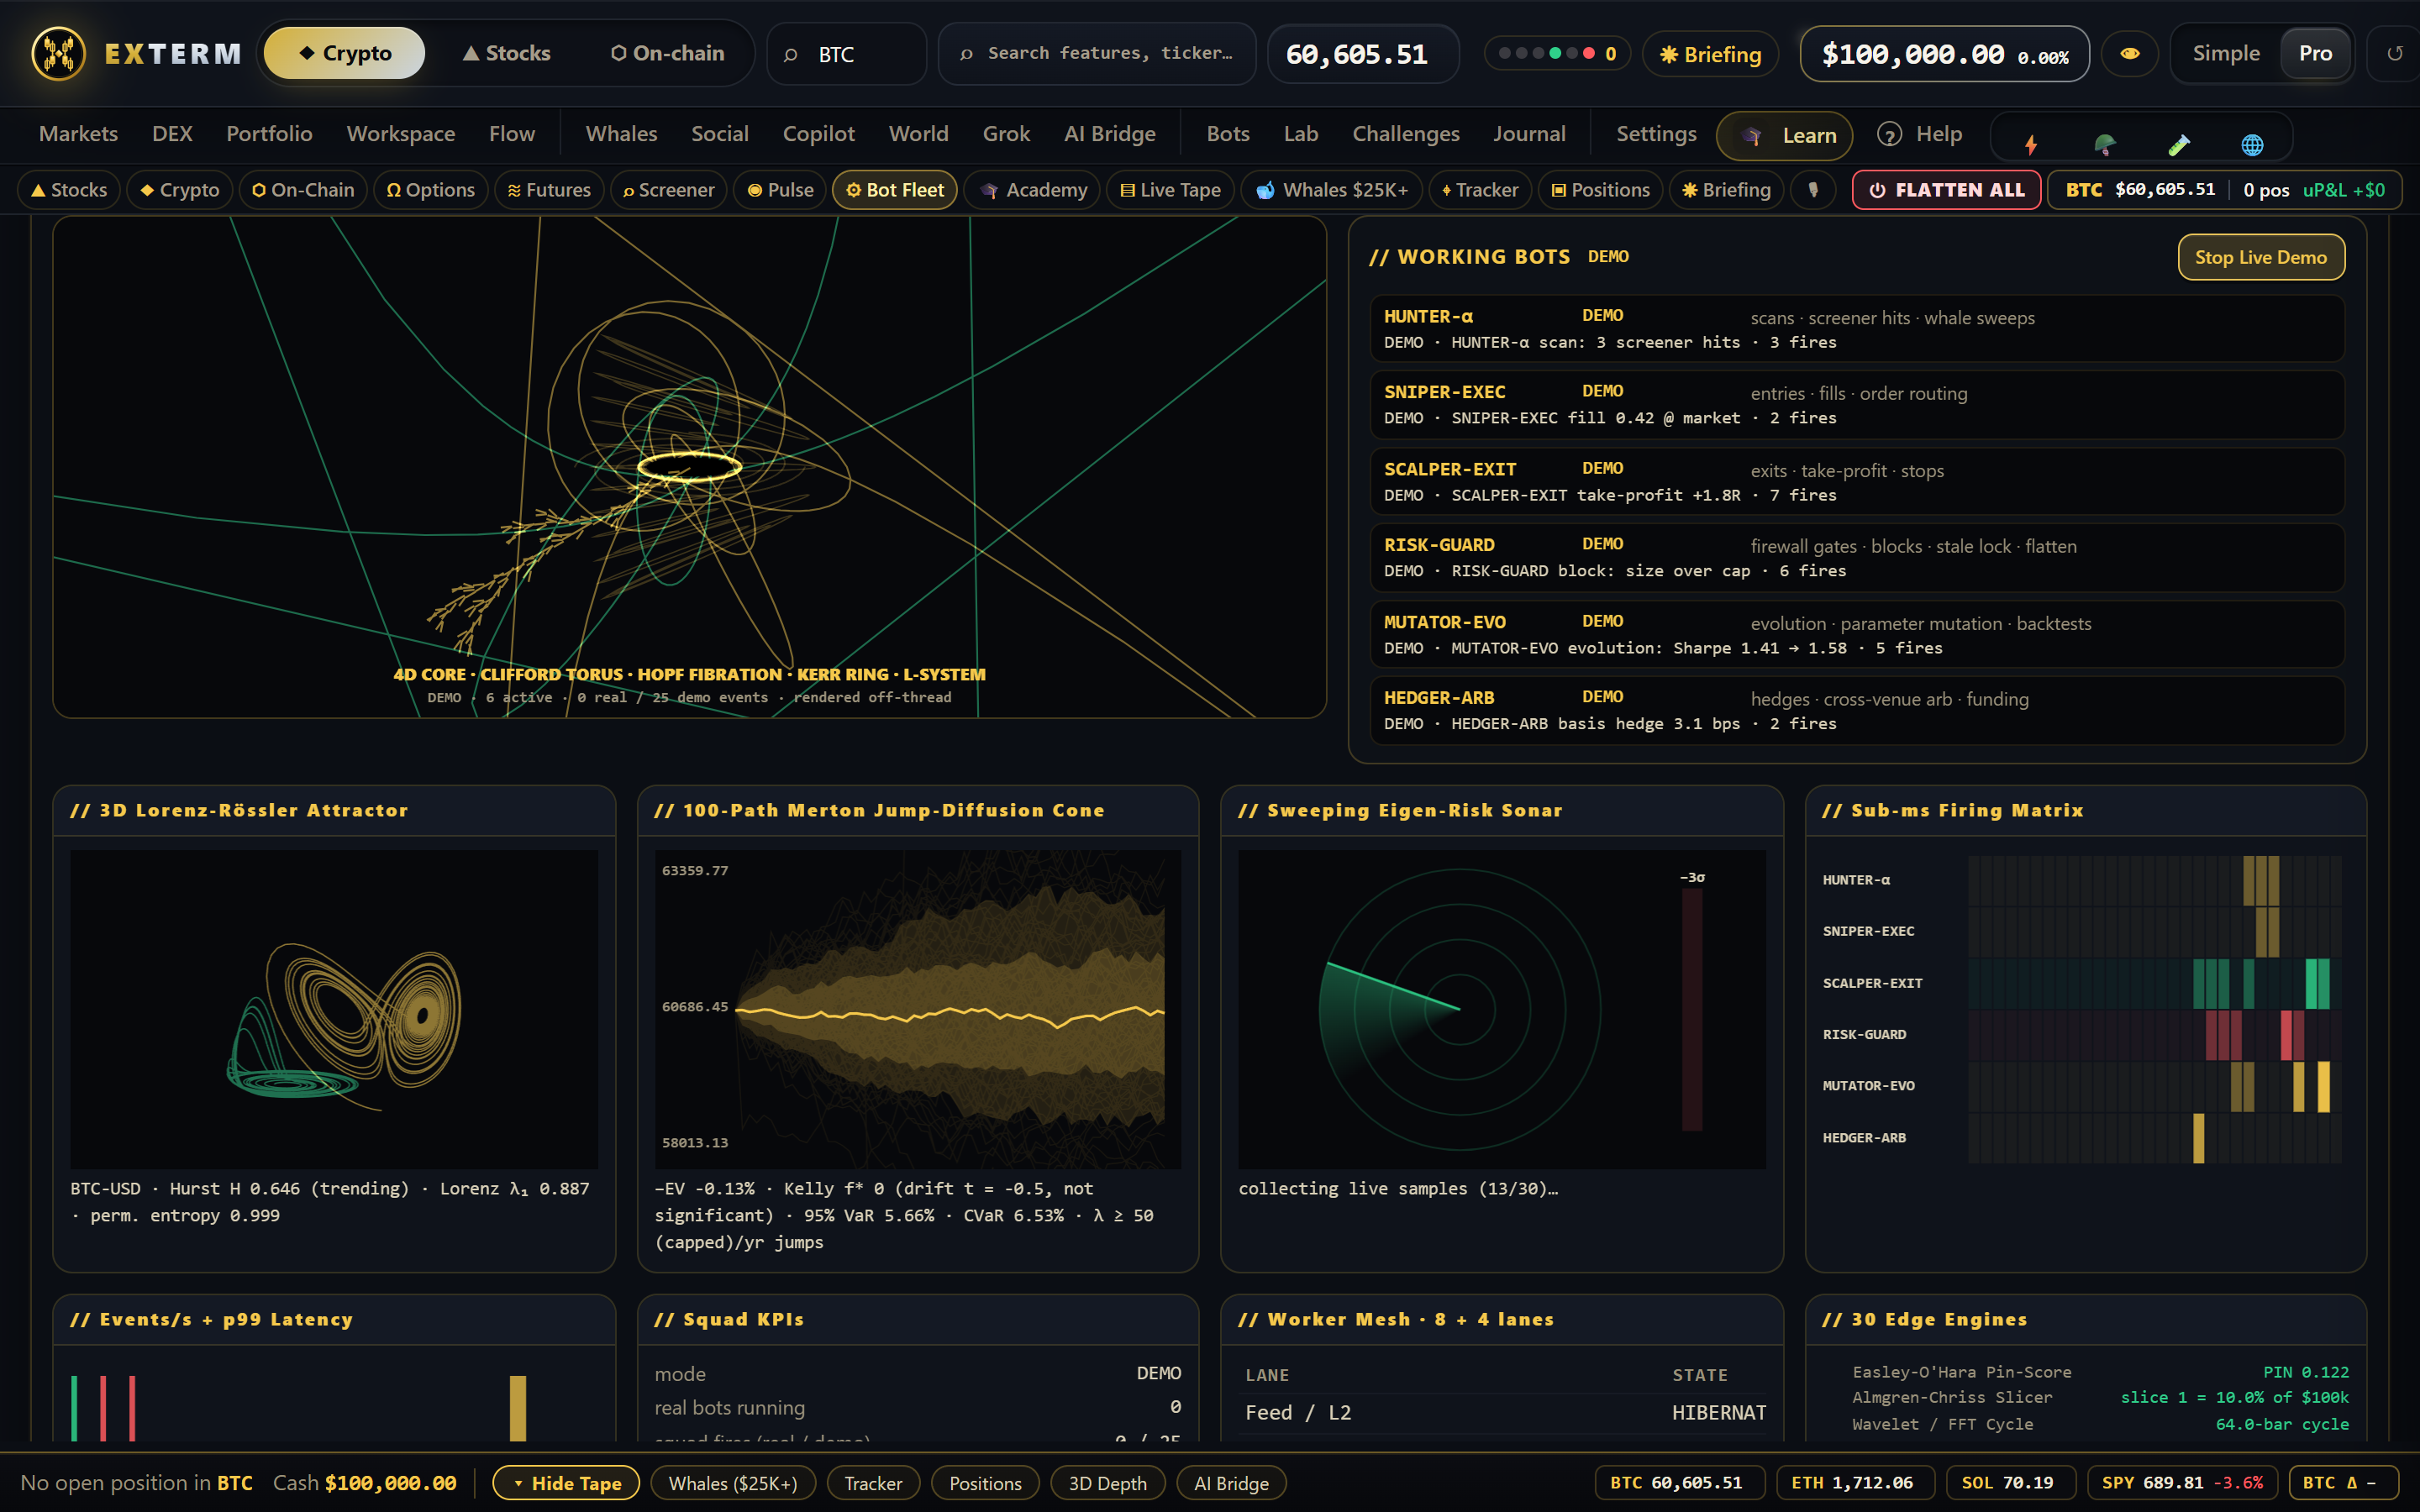 EXTERM
◆ Crypto
▲ Stocks
⬡ On-chain
BTC
Search features, ticker…
60,605.51
0
Briefing
$100,000.00 0.00%
Simple
Pro
Markets
DEX
Portfolio
Workspace
Flow
Whales
Social
Copilot
World
Grok
AI Bridge
Bots
Lab
Challenges
Journal
Settings
Learn
? Help
▲ Stocks
◆ Crypto
⬡ On-Chain
Ω Options
≋ Futures
Screener
◉ Pulse
⚙ Bot Fleet
Academy
Live Tape
Whales $25K+
Tracker
Positions
Briefing
FLATTEN ALL
BTC $60,605.51 0 pos uP&L +$0
4D CORE · CLIFFORD TORUS · HOPF FIBRATION · KERR RING · L-SYSTEM
DEMO · 6 active · 0 real / 25 demo events · rendered off-thread
// WORKING BOTS DEMO
Stop Live Demo
HUNTER-α DEMO scans · screener hits · whale sweeps
DEMO · HUNTER-α scan: 3 screener hits · 3 fires
SNIPER-EXEC DEMO entries · fills · order routing
DEMO · SNIPER-EXEC fill 0.42 @ market · 2 fires
SCALPER-EXIT DEMO exits · take-profit · stops
DEMO · SCALPER-EXIT take-profit +1.8R · 7 fires
RISK-GUARD DEMO firewall gates · blocks · stale lock · flatten
DEMO · RISK-GUARD block: size over cap · 6 fires
MUTATOR-EVO DEMO evolution · parameter mutation · backtests
DEMO · MUTATOR-EVO evolution: Sharpe 1.41 → 1.58 · 5 fires
HEDGER-ARB DEMO hedges · cross-venue arb · funding
DEMO · HEDGER-ARB basis hedge 3.1 bps · 2 fires
// 3D Lorenz-Rössler Attractor
BTC-USD · Hurst H 0.646 (trending) · Lorenz λ₁ 0.887
· perm. entropy 0.999
// 100-Path Merton Jump-Diffusion Cone
63359.77
60686.45
58013.13
−EV -0.13% · Kelly f* 0 (drift t = -0.5, not
significant) · 95% VaR 5.66% · CVaR 6.53% · λ ≥ 50
(capped)/yr jumps
// Sweeping Eigen-Risk Sonar
−3σ
collecting live samples (13/30)…
// Sub-ms Firing Matrix
HUNTER-α
SNIPER-EXEC
SCALPER-EXIT
RISK-GUARD
MUTATOR-EVO
HEDGER-ARB
// Events/s + p99 Latency
// Squad KPIs
mode DEMO
real bots running 0
squad fires (real / demo) 0 / 25
// Worker Mesh · 8 + 4 lanes
LANE STATE
Feed / L2 HIBERNAT
// 30 Edge Engines
Easley-O'Hara Pin-Score PIN 0.122
Almgren-Chriss Slicer slice 1 = 10.0% of $100k
Wavelet / FFT Cycle 64.0-bar cycle
No open position in BTC Cash $100,000.00
▾ Hide Tape
Whales ($25K+)
Tracker
Positions
3D Depth
AI Bridge
BTC 60,605.51
ETH 1,712.06
SOL 70.19
SPY 689.81 -3.6%
BTC Δ −